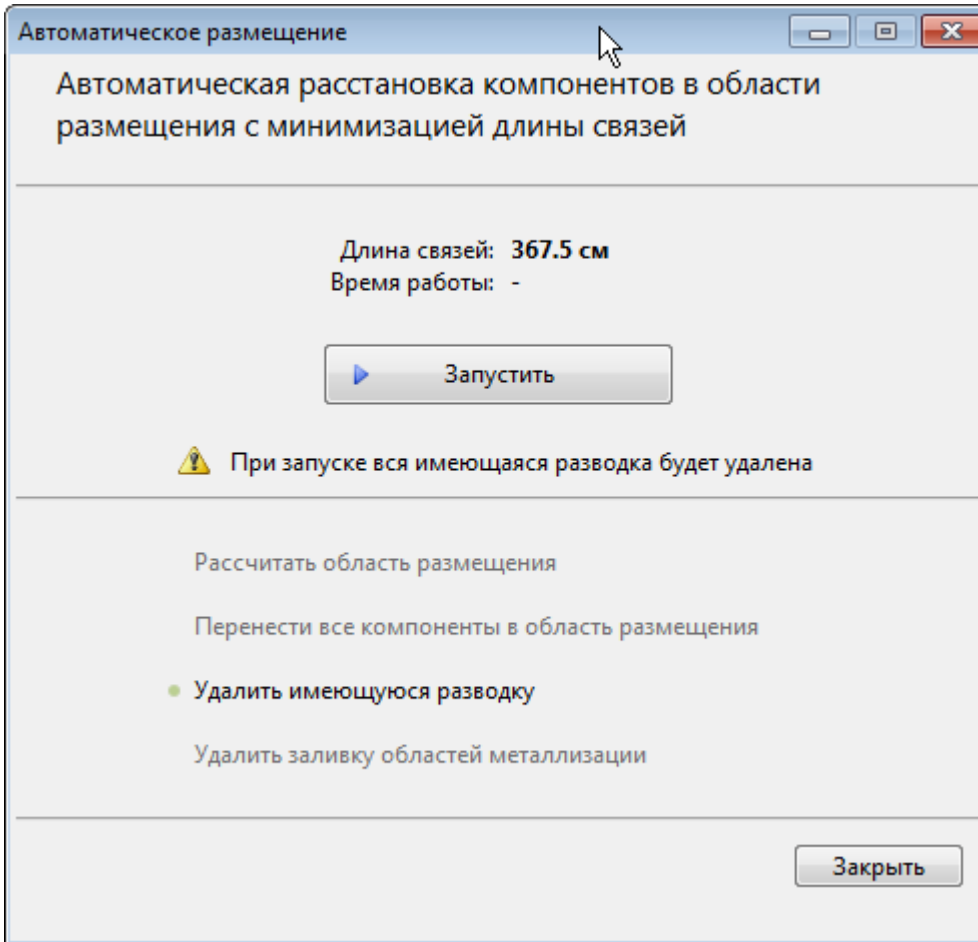 Автоматическое размещение
Автоматическая расстановка компонентов в области
размещения с минимизацией длины связей
Длина связей: 367.5 см
Время работы: -
Запустить
При запуске вся имеющаяся разводка будет удалена
Рассчитать область размещения
Перенести все компоненты в область размещения
Удалить имеющуюся разводку
Удалить заливку областей металлизации
Закрыть